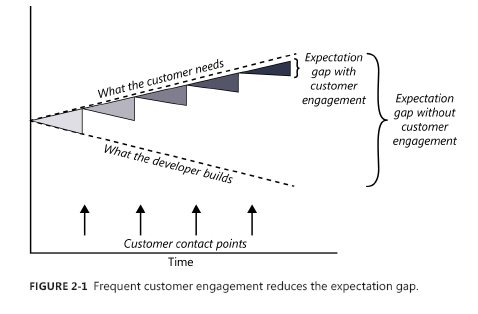 What the customer needs
Expectation
gap with
customer
engagement
Expectation
gap without
customer
engagement
What the developer builds
Customer contact points
Time
FIGURE 2-1 Frequent customer engagement reduces the expectation gap.